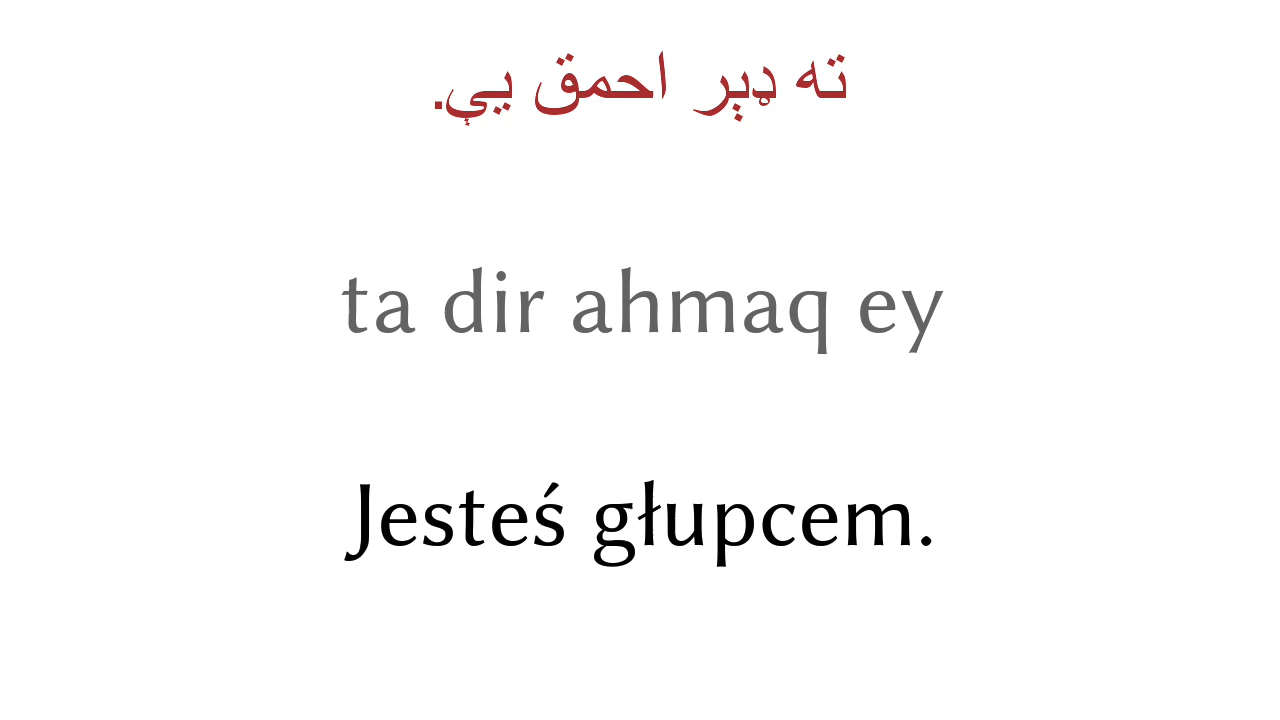 ته ډېر احمق يې.
ta dir ahmaq ey
Jesteś głupcem.